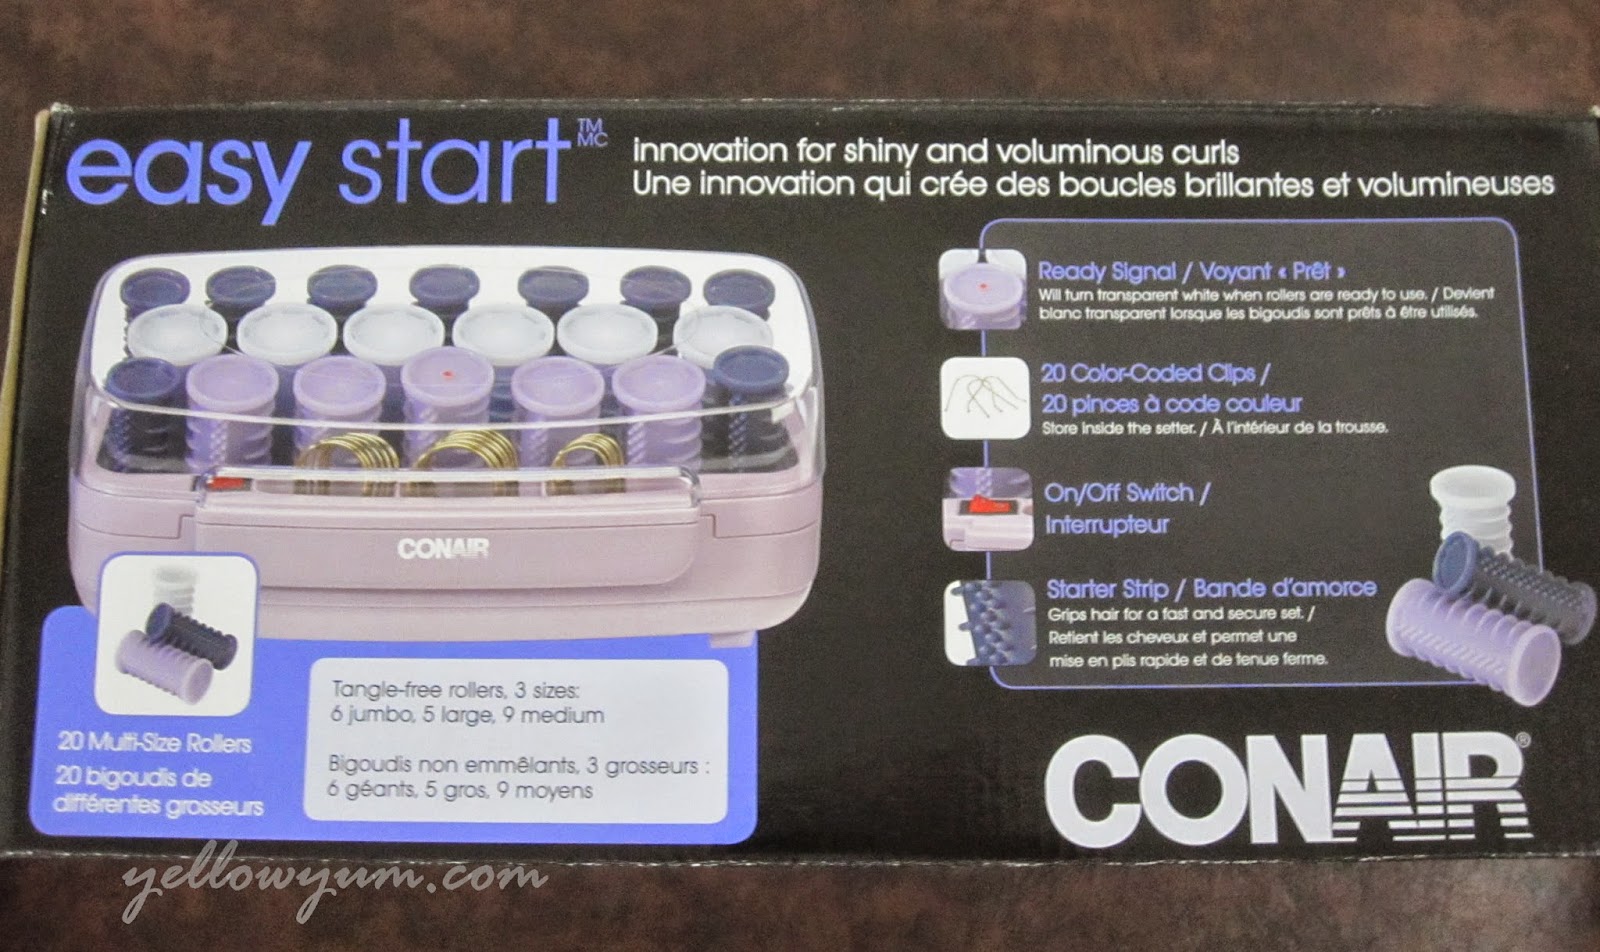 easy start™ MC
innovation for shiny and voluminous curls
Une innovation qui crée des boucles brillantes et volumineuses
Ready Signal / Voyant « Prêt »
Will turn transparent white when rollers are ready to use. / Devient
blanc transparent lorsque les bigoudis sont prêts à être utilisés.
20 Color-Coded Clips /
20 pinces à code couleur
Store inside the setter. / À l'intérieur de la trousse.
On/Off Switch /
Interrupteur
Starter Strip / Bande d'amorce
Grips hair for a fast and secure set. /
Retient les cheveux et permet une
mise en plis rapide et de tenue ferme.
CONAIR
20 Multi-Size Rollers
20 bigoudis de
différentes grosseurs
Tangle-free rollers, 3 sizes:
6 jumbo, 5 large, 9 medium
Bigoudis non emmêlants, 3 grosseurs :
6 géants, 5 gros, 9 moyens
CONAIR®
yellowyum.com